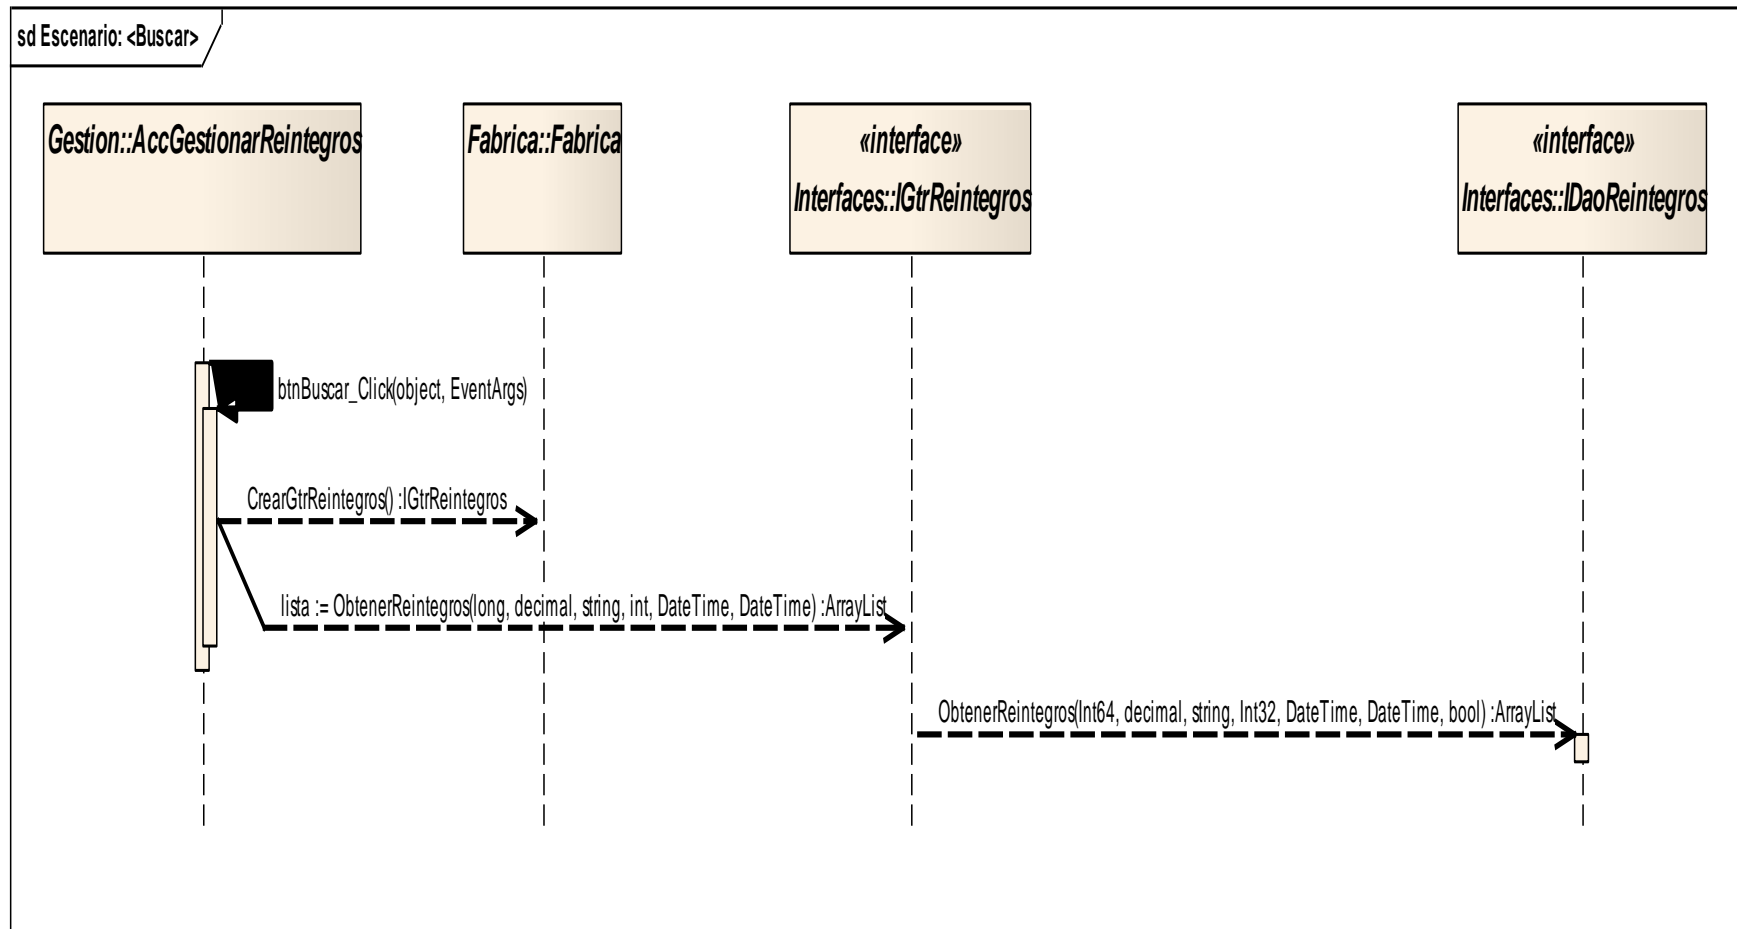 sd Escenario: <Buscar>
Gestion::AccGestionarReintegros
Fabrica::Fabrica
«interface»
Interfaces::IGtrReintegros
«interface»
Interfaces::IDaoReintegros
btnBuscar_Click(object, EventArgs)
CrearGtrReintegros() :IGtrReintegros
lista := ObtenerReintegros(long, decimal, string, int, DateTime, DateTime) :ArrayList
ObtenerReintegros(Int64, decimal, string, Int32, DateTime, DateTime, bool) :ArrayList